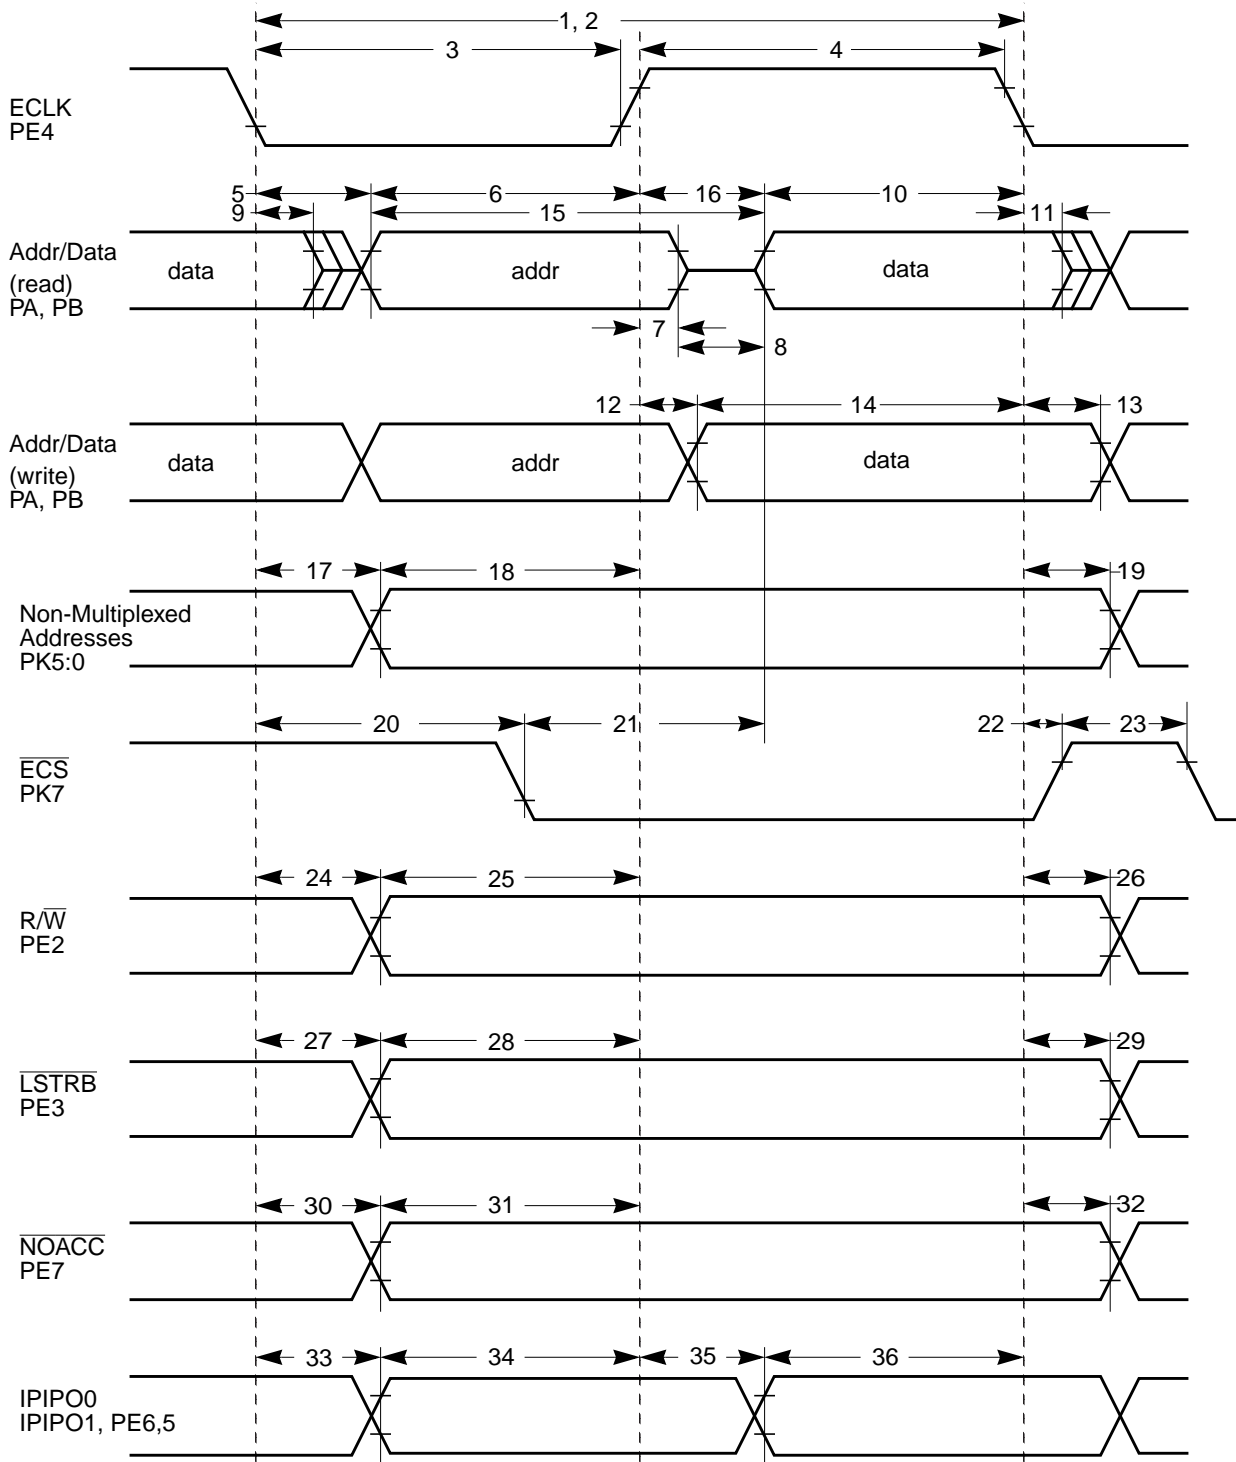 1, 2
3 4
ECLK
PE4
5 6 16 10
9 15 11
Addr/Data
(read)
PA, PB
data addr data
7
8
12 14 13
Addr/Data
(write)
PA, PB
data addr data
17 18 19
Non-Multiplexed
Addresses
PK5:0
20 21 22 23
ECS
PK7
24 25 26
R/W
PE2
27 28 29
LSTRB
PE3
30 31 32
NOACC
PE7
33 34 35 36
IPIPO0
IPIPO1, PE6,5